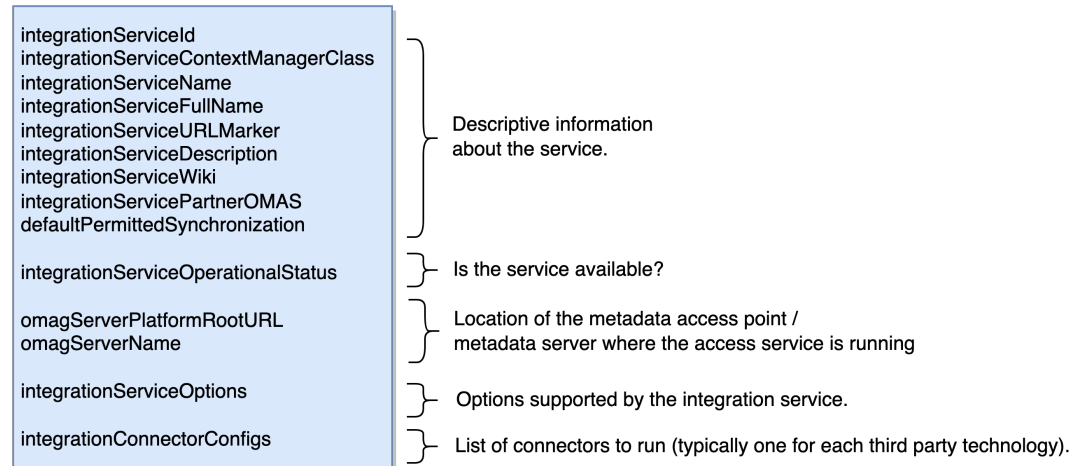 integrationServiceId
integrationServiceContextManagerClass
integrationServiceName
integrationServiceFullName
integrationServiceURLMarker
integrationServiceDescription
integrationServiceWiki
integrationServicePartnerOMAS
defaultPermittedSynchronization
Descriptive information
about the service.
integrationServiceOperationalStatus
Is the service available?
omagServerPlatformRootURL
omagServerName
Location of the metadata access point /
metadata server where the access service is running
integrationServiceOptions
Options supported by the integration service.
integrationConnectorConfigs
List of connectors to run (typically one for each third party technology).